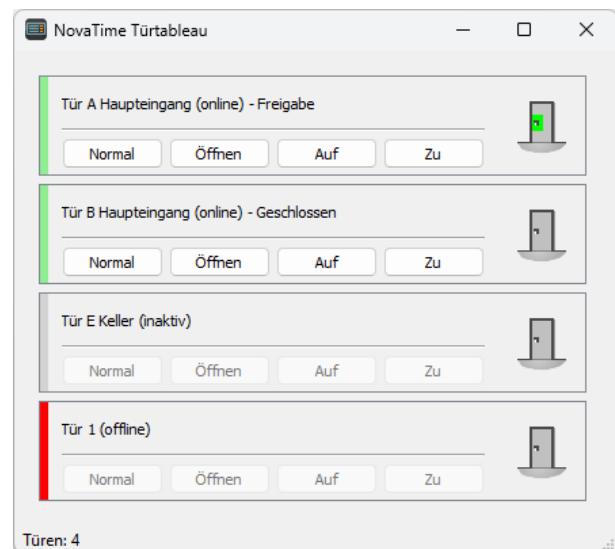 NovaTime Türtableau
Tür A Haupteingang (online) - Freigabe
Normal Öffnen Auf Zu
Tür B Haupteingang (online) - Geschlossen
Normal Öffnen Auf Zu
Tür E Keller (inaktiv)
Normal Öffnen Auf Zu
Tür 1 (offline)
Normal Öffnen Auf Zu
Türen: 4